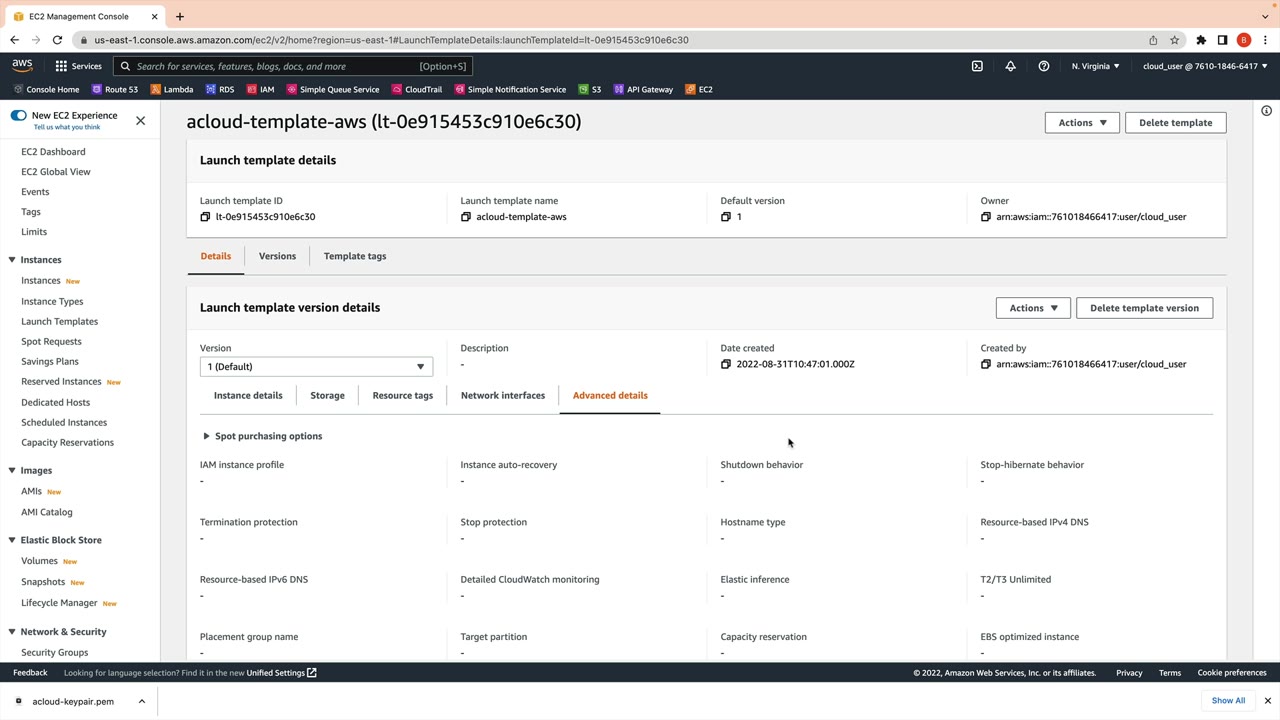 EC2 Management Console
us-east-1.console.aws.amazon.com/ec2/v2/home?region=us-east-1#LaunchTemplateDetails:launchTemplateId=lt-0e915453c910e6c30
B
aws Services Search for services, features, blogs, docs, and more [Option+S] N. Virginia cloud_user @ 7610-1846-6417
Console Home Route 53 Lambda RDS IAM Simple Queue Service CloudTrail Simple Notification Service S3 API Gateway EC2
New EC2 Experience
Tell us what you think
EC2 Dashboard
EC2 Global View
Events
Tags
Limits
Instances
Instances New
Instance Types
Launch Templates
Spot Requests
Savings Plans
Reserved Instances New
Dedicated Hosts
Scheduled Instances
Capacity Reservations
Images
AMIs New
AMI Catalog
Elastic Block Store
Volumes New
Snapshots New
Lifecycle Manager New
Network & Security
Security Groups
acloud-template-aws (lt-0e915453c910e6c30)
Actions Delete template
Launch template details
Launch template ID Launch template name Default version Owner
lt-0e915453c910e6c30 acloud-template-aws 1 arn:aws:iam::761018466417:user/cloud_user
Details Versions Template tags
Launch template version details
Actions Delete template version
Version Description Date created Created by
1 (Default) - 2022-08-31T10:47:01.000Z arn:aws:iam::761018466417:user/cloud_user
Instance details Storage Resource tags Network interfaces Advanced details
Spot purchasing options
IAM instance profile Instance auto-recovery Shutdown behavior Stop-hibernate behavior
- - - -
Termination protection Stop protection Hostname type Resource-based IPv4 DNS
- - - -
Resource-based IPv6 DNS Detailed CloudWatch monitoring Elastic inference T2/T3 Unlimited
- - - -
Placement group name Target partition Capacity reservation EBS optimized instance
- - - -
Feedback Looking for language selection? Find it in the new Unified Settings © 2022, Amazon Web Services, Inc. or its affiliates. Privacy Terms Cookie preferences
acloud-keypair.pem Show All